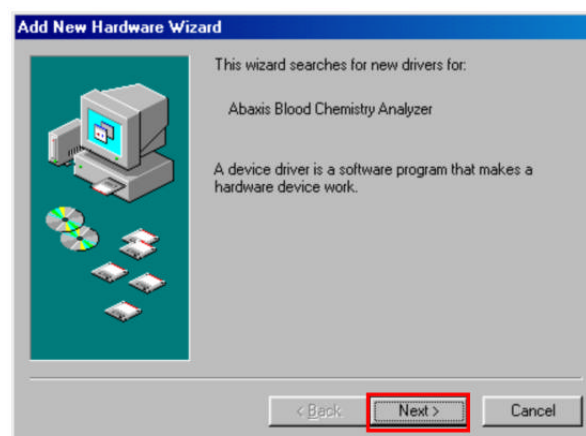 Add New Hardware Wizard
This wizard searches for new drivers for:
Abaxis Blood Chemistry Analyzer
A device driver is a software program that makes a
hardware device work.
< Back
Next >
Cancel